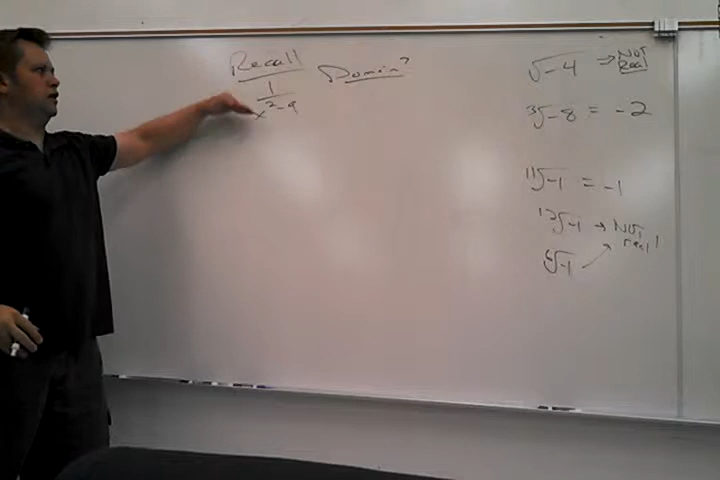 Recall Domain?
1
x²-9
√-4 → Not Real
³√-8 = -2
¹¹√-1 = -1
¹²√-1 → Not real!
⁶√-1